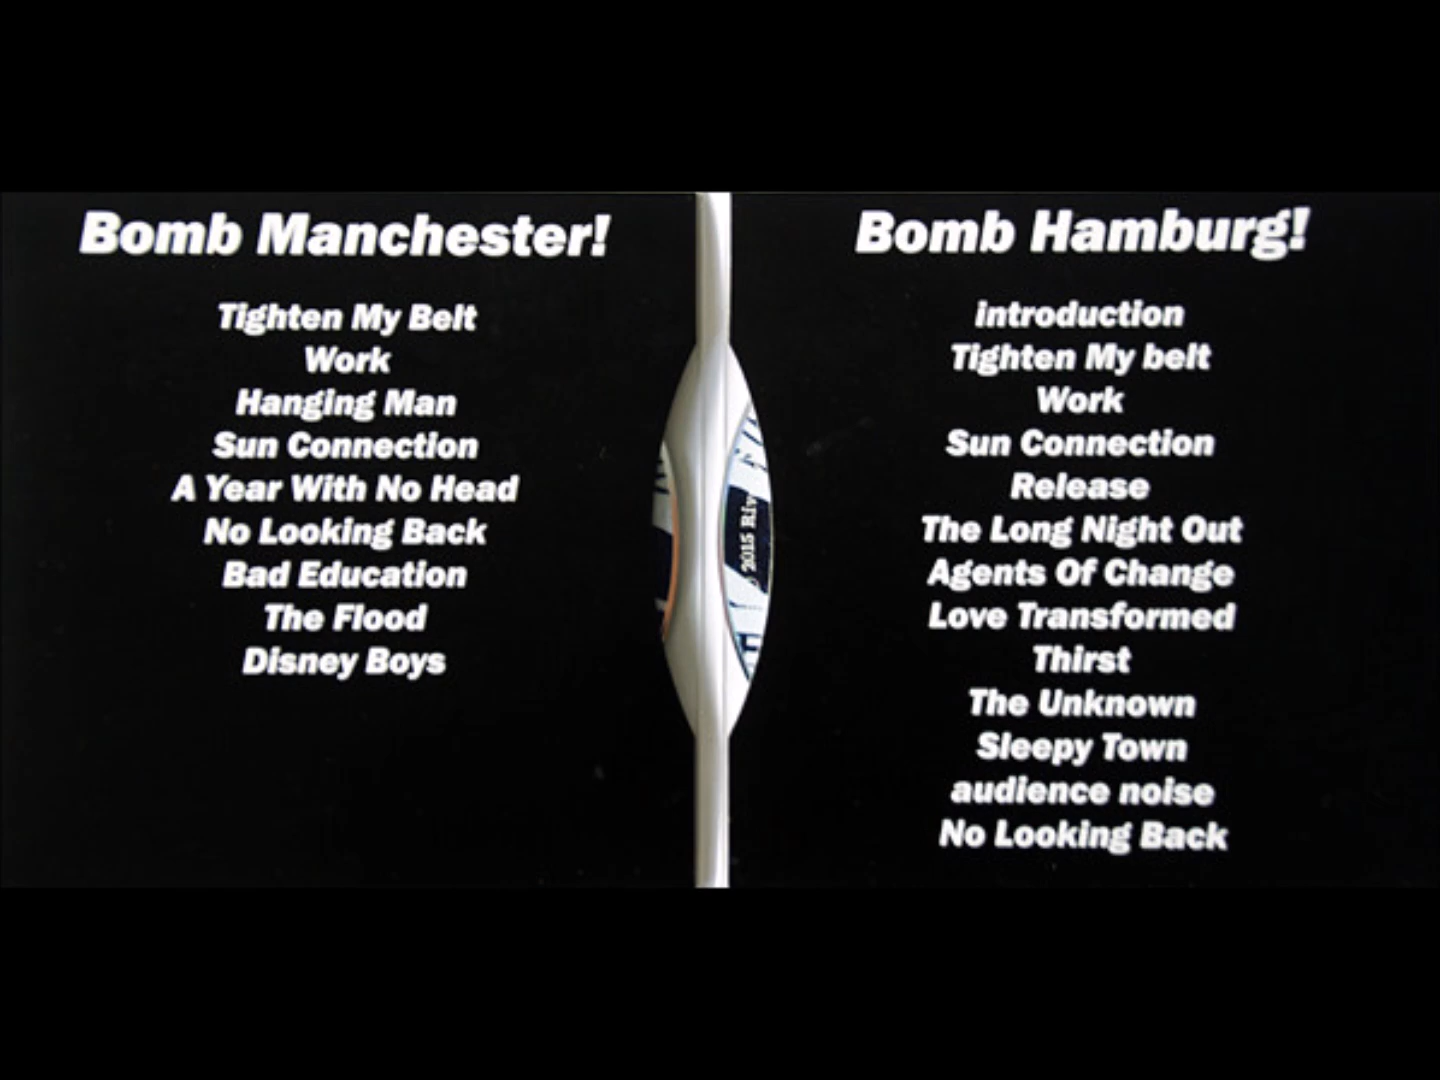 Bomb Manchester!
Tighten My Belt
Work
Hanging Man
Sun Connection
A Year With No Head
No Looking Back
Bad Education
The Flood
Disney Boys
Bomb Hamburg!
introduction
Tighten My belt
Work
Sun Connection
Release
The Long Night Out
Agents Of Change
Love Transformed
Thirst
The Unknown
Sleepy Town
audience noise
No Looking Back
2015